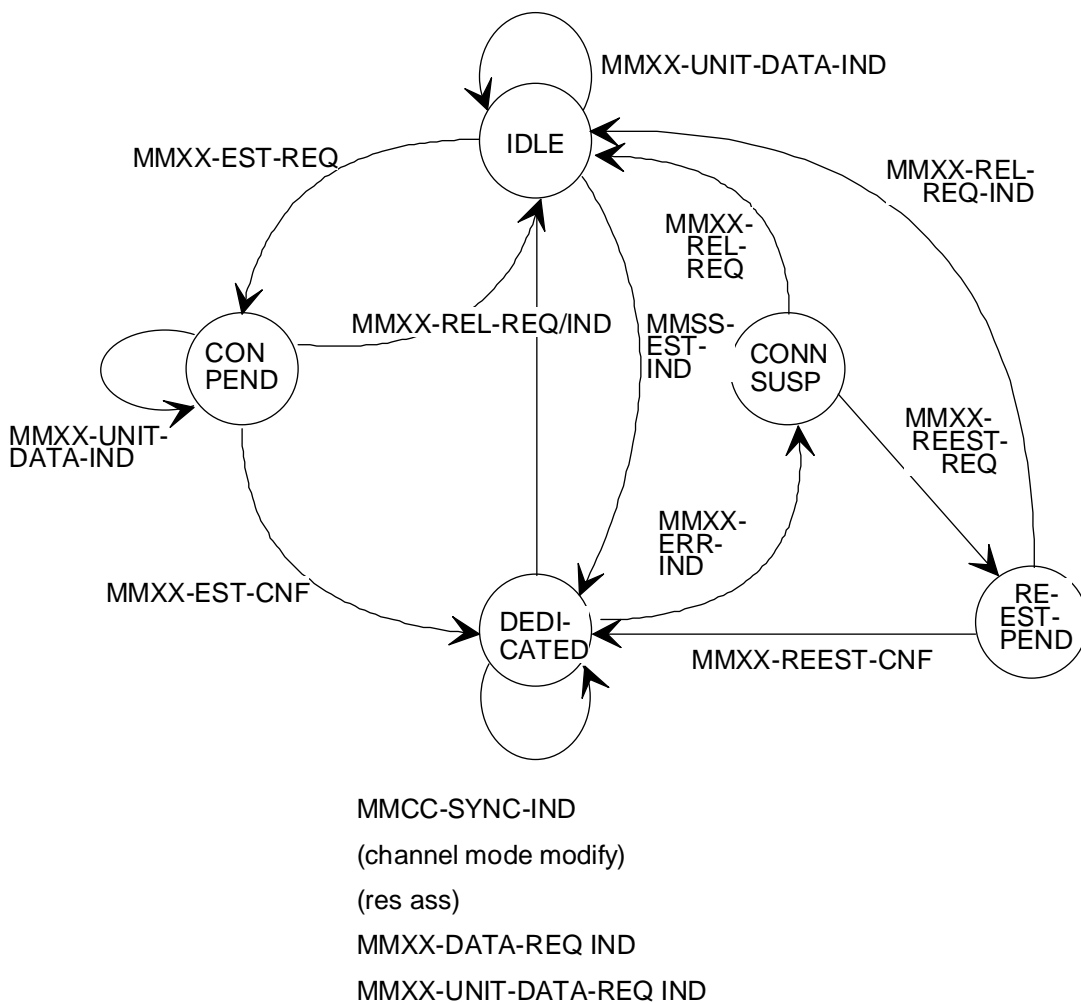 MMXX-UNIT-DATA-IND
IDLE
MMXX-EST-REQ
MMXX-REL-
REQ-IND
MMXX-
REL-
REQ
MMXX-REL-REQ/IND
MMSS-
EST-
IND
CON
PEND
CONN
SUSP
MMXX-UNIT-
DATA-IND
MMXX-
REEST-
REQ
MMXX-
ERR-
IND
MMXX-EST-CNF
DEDI-
CATED
RE-
EST-
PEND
MMXX-REEST-CNF
MMCC-SYNC-IND
(channel mode modify)
(res ass)
MMXX-DATA-REQ IND
MMXX-UNIT-DATA-REQ IND